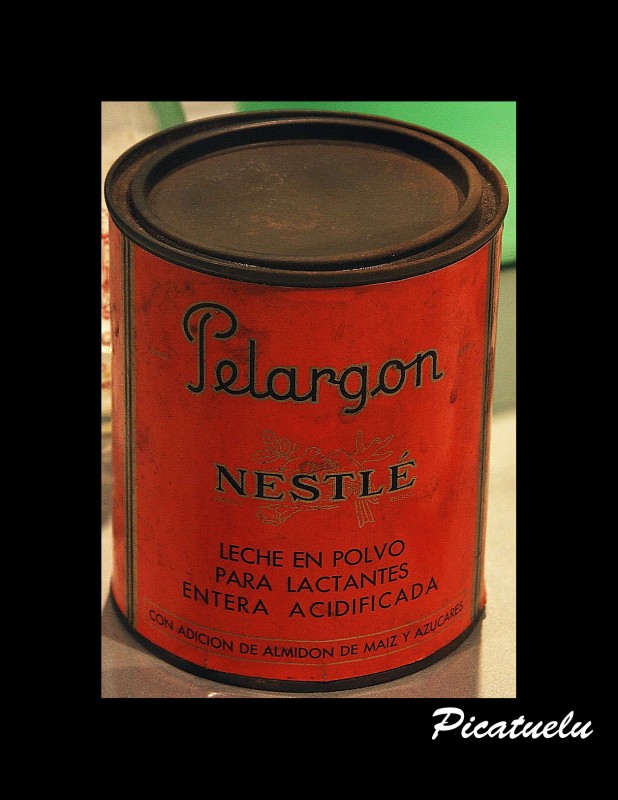 Pelargon
NESTLÉ
LECHE EN POLVO
PARA LACTANTES
ENTERA ACIDIFICADA
CON ADICION DE ALMIDON DE MAIZ Y AZUCARES
Picatuelu